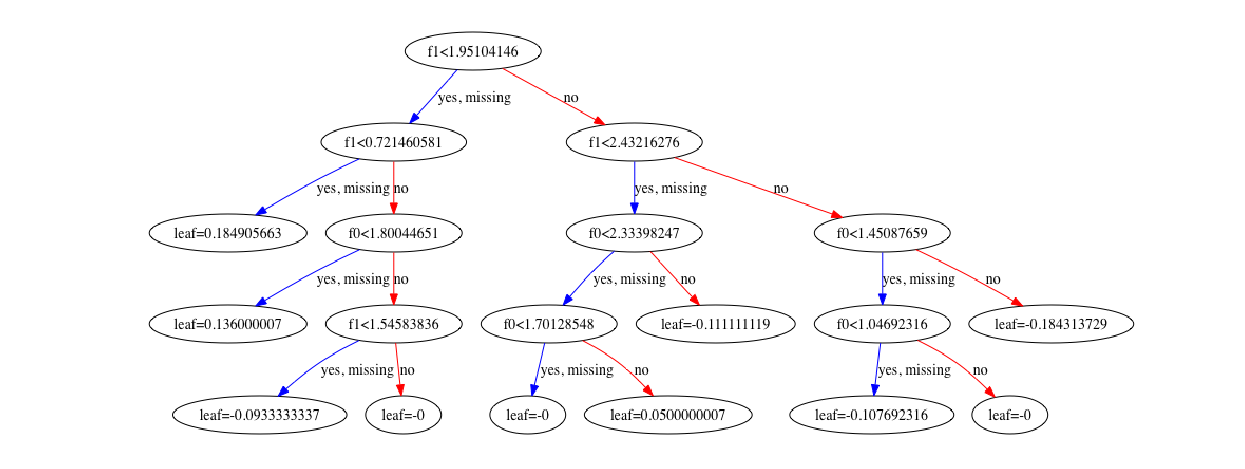 f1<1.95104146
yes, missing
no
f1<0.721460581
f1<2.43216276
yes, missing
no
yes, missing
no
leaf=0.184905663
f0<1.80044651
f0<2.33398247
f0<1.45087659
yes, missing
no
yes, missing
no
yes, missing
no
leaf=0.136000007
f1<1.54583836
f0<1.70128548
leaf=-0.111111119
f0<1.04692316
leaf=-0.184313729
yes, missing
no
yes, missing
no
yes, missing
no
leaf=-0.0933333337
leaf=-0
leaf=-0
leaf=0.0500000007
leaf=-0.107692316
leaf=-0